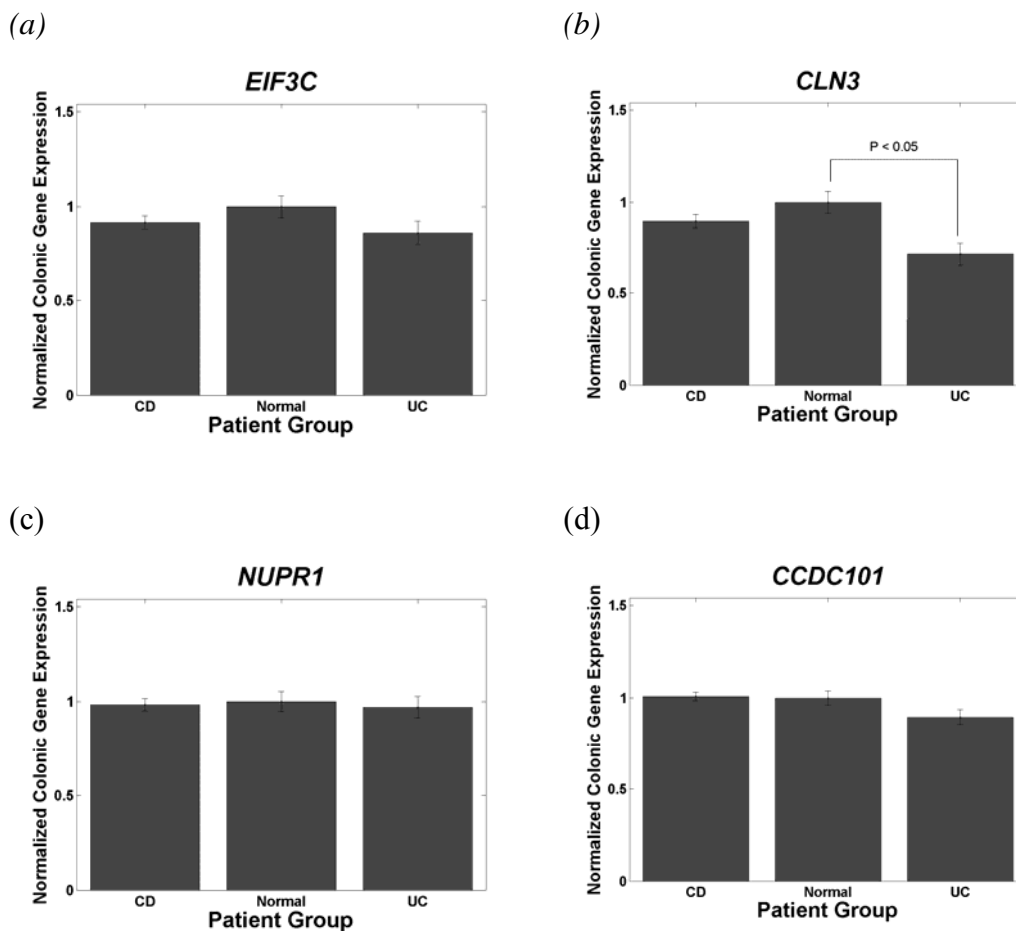 (a)
EIF3C
Normalized Colonic Gene Expression
1.5
1
0.5
0
CD Normal UC
Patient Group
(b)
CLN3
Normalized Colonic Gene Expression
1.5
1
0.5
0
P < 0.05
CD Normal UC
Patient Group
(c)
NUPR1
Normalized Colonic Gene Expression
1.5
1
0.5
0
CD Normal UC
Patient Group
(d)
CCDC101
Normalized Colonic Gene Expression
1.5
1
0.5
0
CD Normal UC
Patient Group